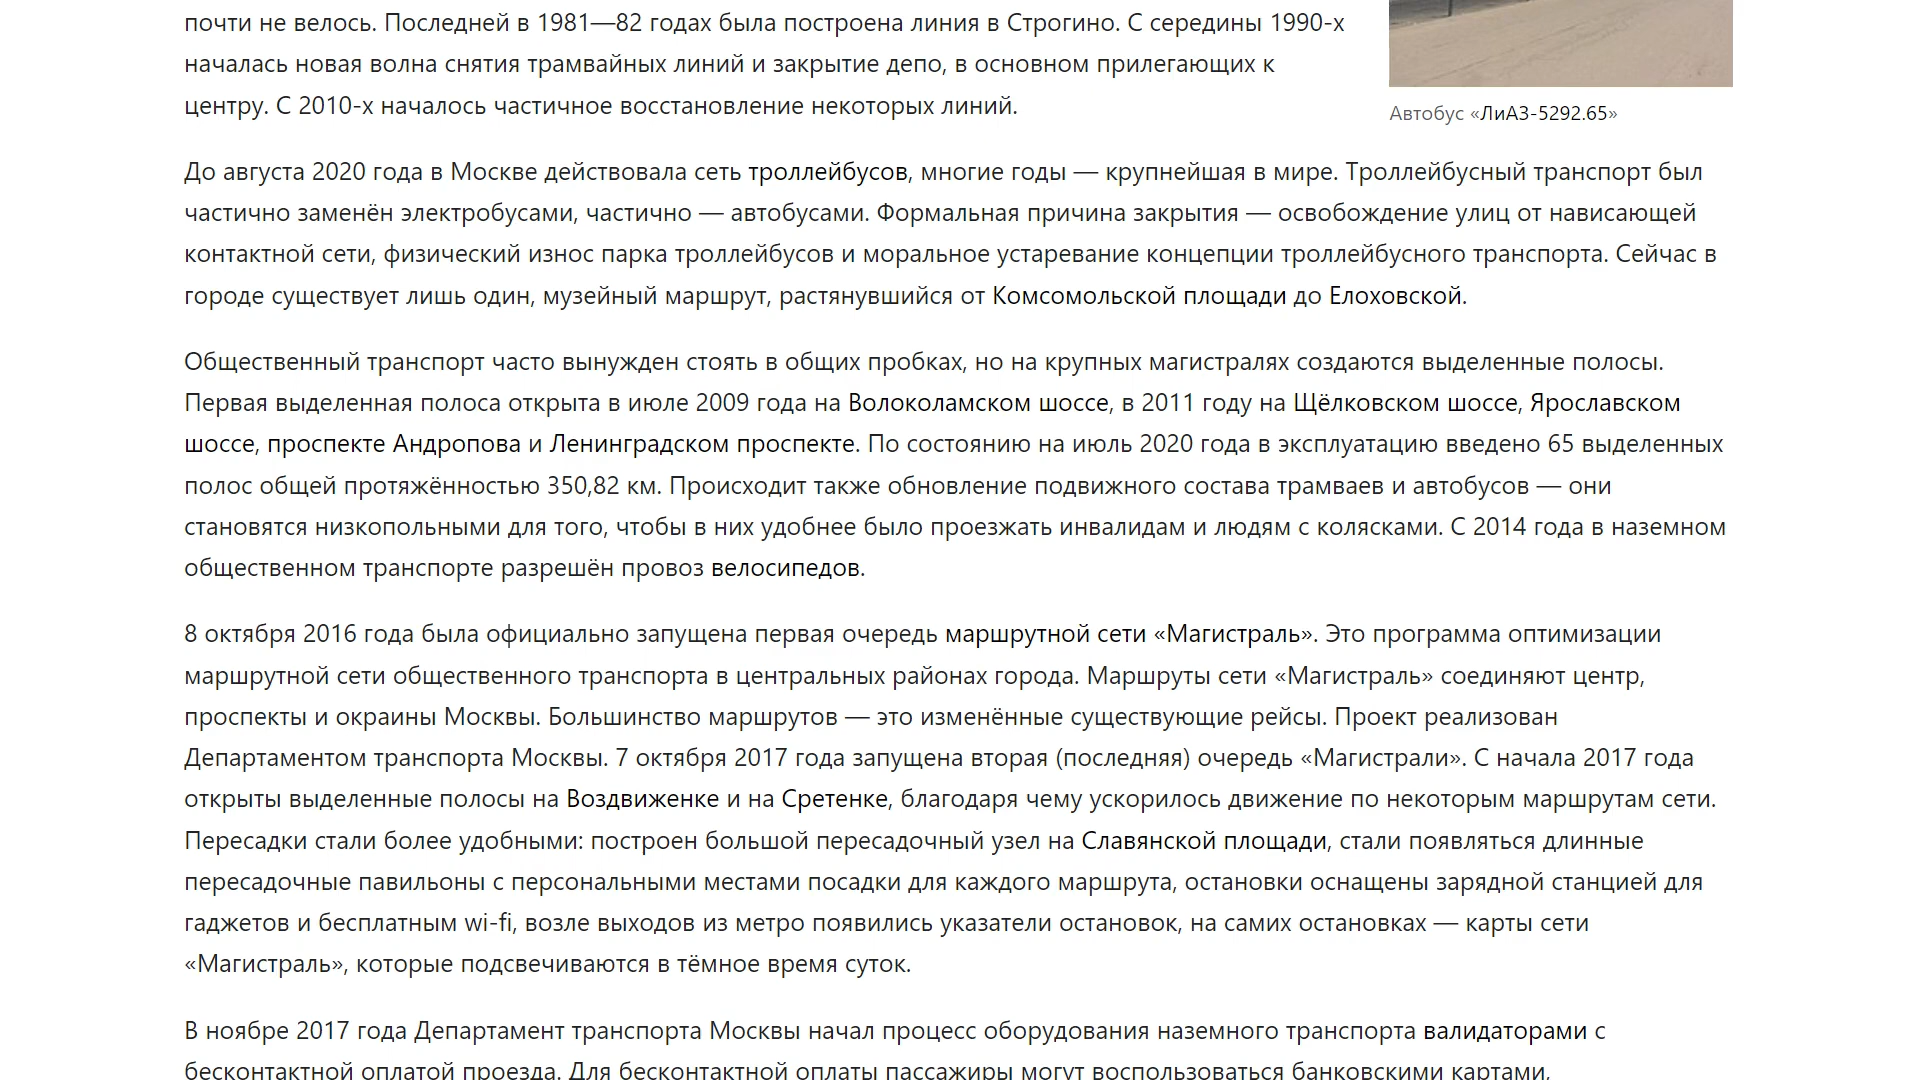 почти не велось. Последней в 1981—82 годах была построена линия в Строгино. С середины 1990-х
началась новая волна снятия трамвайных линий и закрытие депо, в основном прилегающих к
центру. С 2010-х началось частичное восстановление некоторых линий.
Автобус «ЛиАЗ-5292.65»
До августа 2020 года в Москве действовала сеть троллейбусов, многие годы — крупнейшая в мире. Троллейбусный транспорт был
частично заменён электробусами, частично — автобусами. Формальная причина закрытия — освобождение улиц от нависающей
контактной сети, физический износ парка троллейбусов и моральное устаревание концепции троллейбусного транспорта. Сейчас в
городе существует лишь один, музейный маршрут, растянувшийся от Комсомольской площади до Елоховской.
Общественный транспорт часто вынужден стоять в общих пробках, но на крупных магистралях создаются выделенные полосы.
Первая выделенная полоса открыта в июле 2009 года на Волоколамском шоссе, в 2011 году на Щёлковском шоссе, Ярославском
шоссе, проспекте Андропова и Ленинградском проспекте. По состоянию на июль 2020 года в эксплуатацию введено 65 выделенных
полос общей протяжённостью 350,82 км. Происходит также обновление подвижного состава трамваев и автобусов — они
становятся низкопольными для того, чтобы в них удобнее было проезжать инвалидам и людям с колясками. С 2014 года в наземном
общественном транспорте разрешён провоз велосипедов.
8 октября 2016 года была официально запущена первая очередь маршрутной сети «Магистраль». Это программа оптимизации
маршрутной сети общественного транспорта в центральных районах города. Маршруты сети «Магистраль» соединяют центр,
проспекты и окраины Москвы. Большинство маршрутов — это изменённые существующие рейсы. Проект реализован
Департаментом транспорта Москвы. 7 октября 2017 года запущена вторая (последняя) очередь «Магистрали». С начала 2017 года
открыты выделенные полосы на Воздвиженке и на Сретенке, благодаря чему ускорилось движение по некоторым маршрутам сети.
Пересадки стали более удобными: построен большой пересадочный узел на Славянской площади, стали появляться длинные
пересадочные павильоны с персональными местами посадки для каждого маршрута, остановки оснащены зарядной станцией для
гаджетов и бесплатным wi-fi, возле выходов из метро появились указатели остановок, на самих остановках — карты сети
«Магистраль», которые подсвечиваются в тёмное время суток.
В ноябре 2017 года Департамент транспорта Москвы начал процесс оборудования наземного транспорта валидаторами с
бесконтактной оплатой проезда. Для бесконтактной оплаты пассажиры могут воспользоваться банковскими картами,